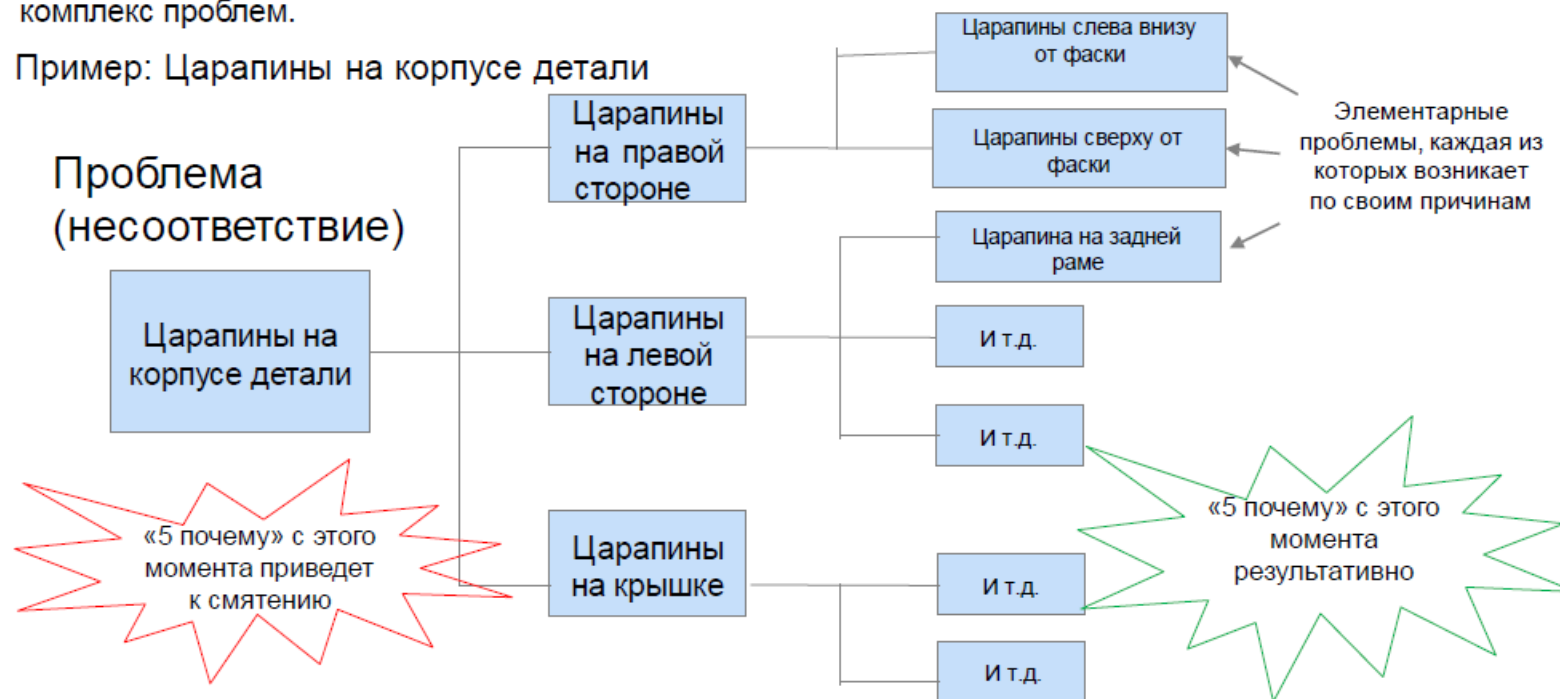 комплекс проблем.
Пример: Царапины на корпусе детали
Проблема
(несоответствие)
Царапины на
корпусе детали
«5 почему» с этого
момента приведет
к смятению
Царапины
на правой
стороне
Царапины
на левой
стороне
Царапины
на крышке
Царапины слева внизу
от фаски
Царапины сверху от
фаски
Царапина на задней
раме
И т.д.
И т.д.
И т.д.
И т.д.
Элементарные
проблемы, каждая из
которых возникает
по своим причинам
«5 почему» с этого
момента
результативно